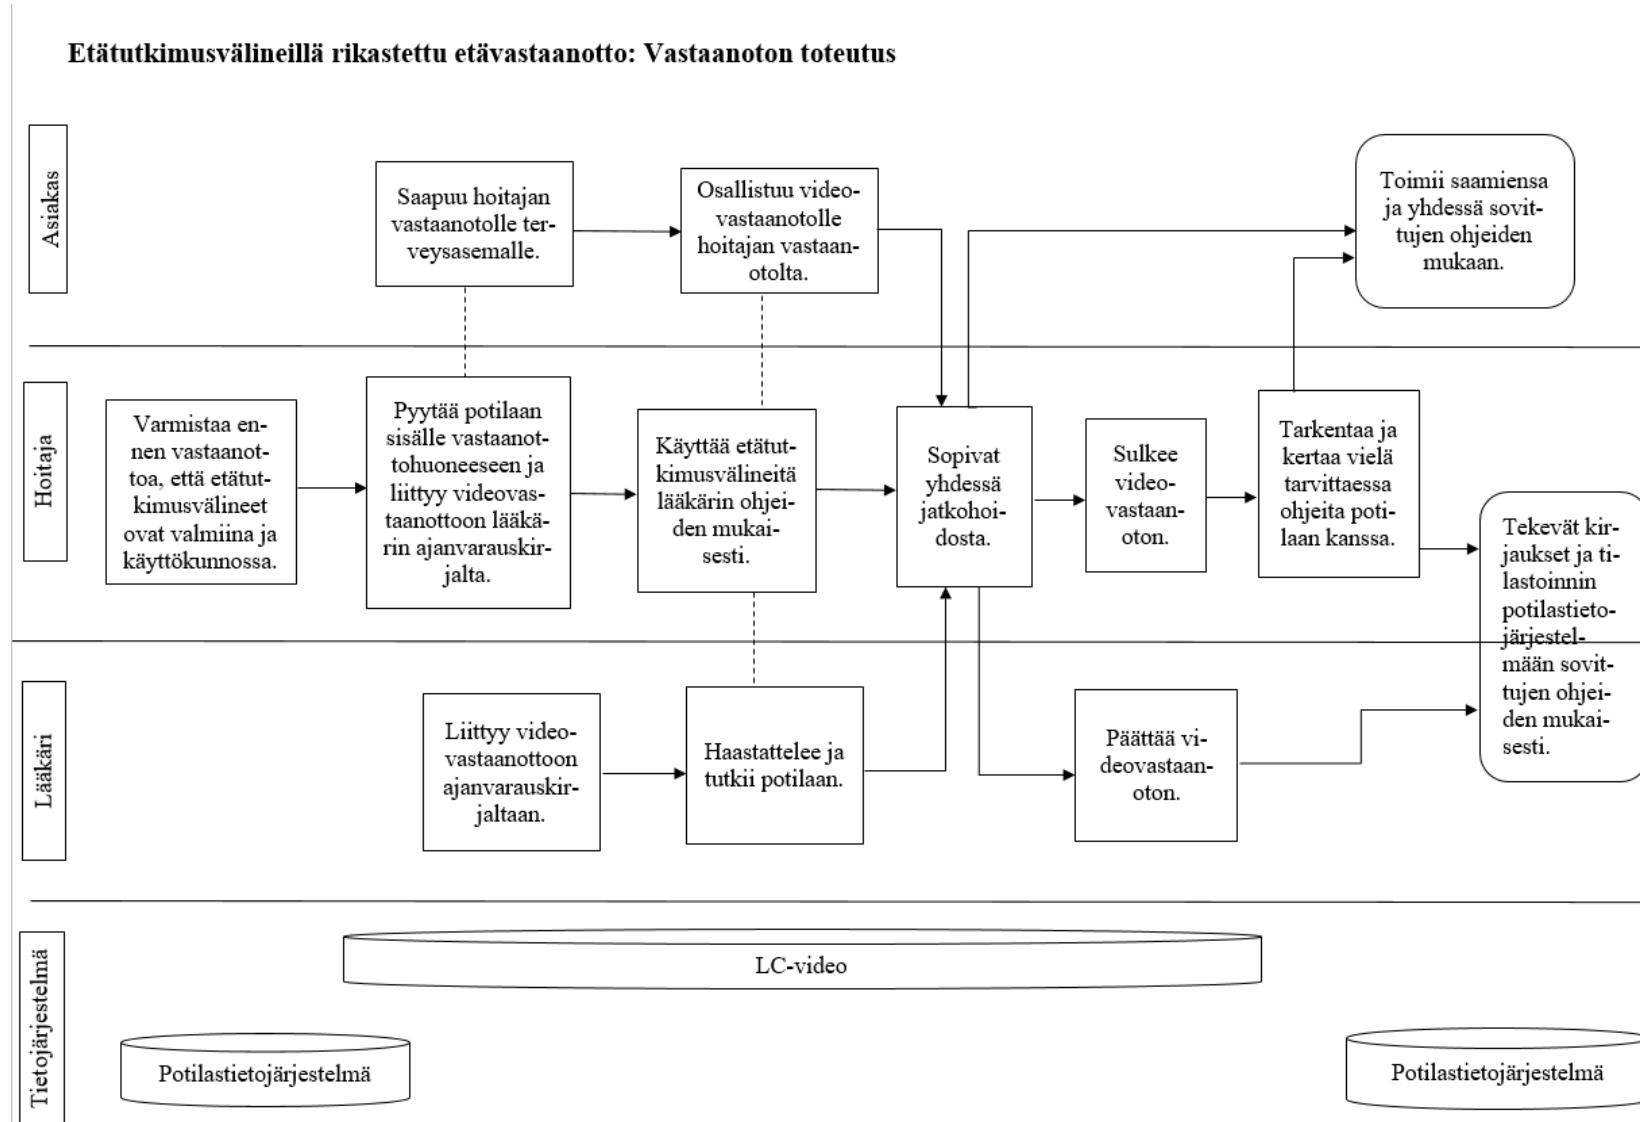 Etätutkimusvälineillä rikastettu etävastaanotto: Vastaanoton toteutus
Asiakas
Saapuu hoitajan
vastaanotolle ter-
veysasemalle.
Osallistuu video-
vastaanotolle
hoitajan vastaan-
otolta.
Toimii saamiensa
ja yhdessä sovit-
tujen ohjeiden
mukaan.
Hoitaja
Varmistaa en-
nen vastaanot-
toa, että etätut-
kimusvälineet
ovat valmiina ja
käyttökunnossa.
Pyytää potilaan
sisälle vastaanot-
tohuoneeseen ja
liittyy videovas-
taanottoon lääkä-
rin ajanvarauskir-
jalta.
Käyttää etätut-
kimusvälineitä
lääkärin ohjei-
den mukai-
sesti.
Sopivat
yhdessä
jatkohoi-
dosta.
Sulkee
video-
vastaan-
oton.
Tarkentaa ja
kertaa vielä
tarvittaessa
ohjeita poti-
laan kanssa.
Tekevät kir-
jaukset ja ti-
lastoinnin
potilastieto-
järjestel-
mään sovit-
tujen ohjei-
den mukai-
sesti.
Lääkäri
Liittyy video-
vastaanottoon
ajanvarauskir-
jaltaan.
Haastattelee ja
tutkii potilaan.
Päättää vi-
deovastaan-
oton.
Tietojärjestelmä
LC-video
Potilastietojärjestelmä
Potilastietojärjestelmä